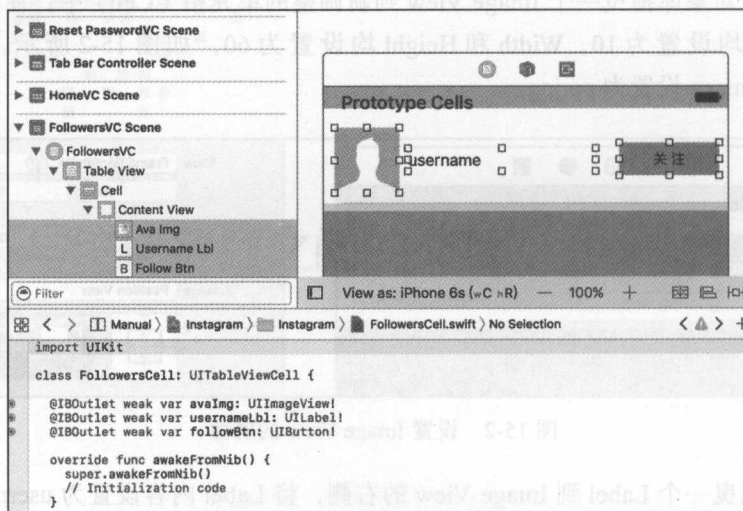 Reset PasswordVC Scene
Tab Bar Controller Scene
HomeVC Scene
FollowersVC Scene
FollowersVC
Table View
Cell
Content View
Ava Img
L Username Lbl
B Follow Btn
Filter
Prototype Cells
username
关注
View as: iPhone 6s (wC hR) — 100% +
Manual 〉 Instagram 〉 Instagram 〉 FollowersCell.swift 〉 No Selection
import UIKit
class FollowersCell: UITableViewCell {
@IBOutlet weak var avaImg: UIImageView!
@IBOutlet weak var usernameLbl: UILabel!
@IBOutlet weak var followBtn: UIButton!
override func awakeFromNib() {
super.awakeFromNib()
// Initialization code
}